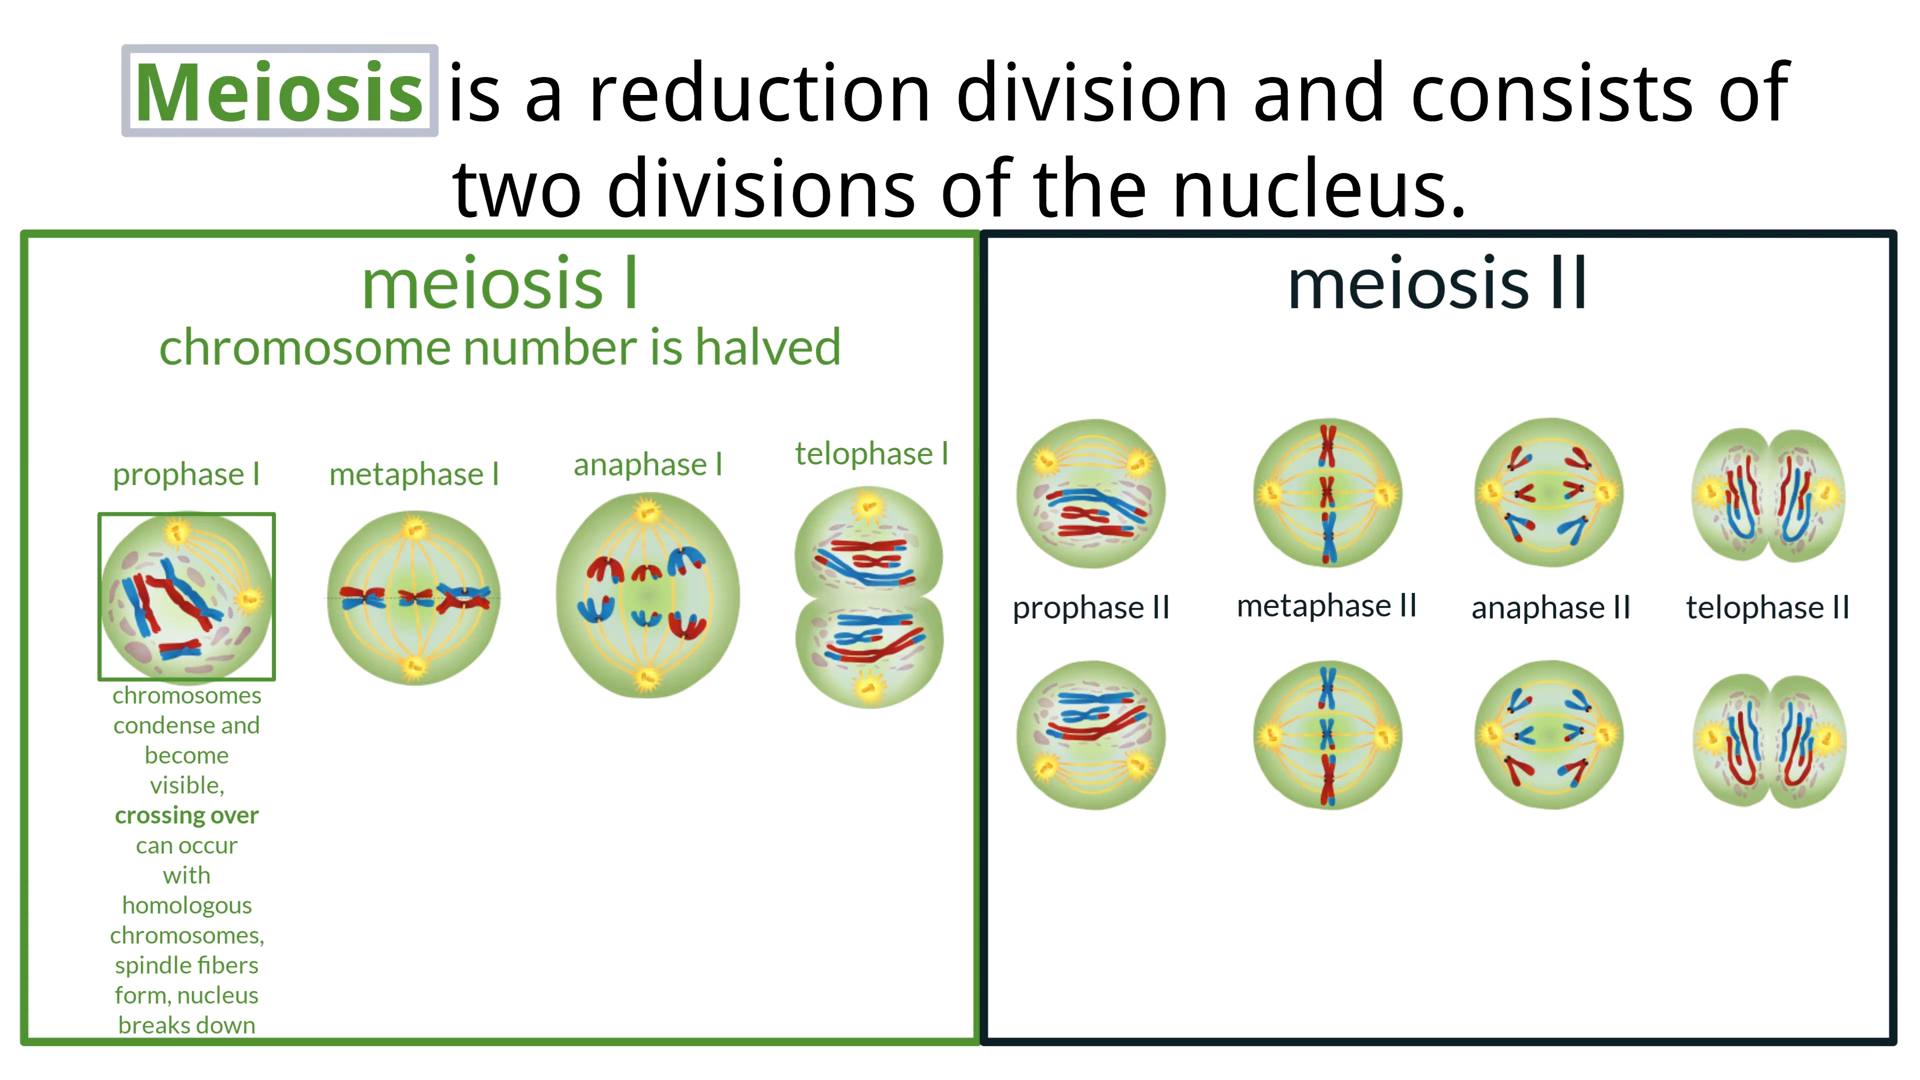 Meiosis is a reduction division and consists of
two divisions of the nucleus.
meiosis I
chromosome number is halved
prophase I
metaphase I
anaphase I
telophase I
chromosomes
condense and
become
visible,
crossing over
can occur
with
homologous
chromosomes,
spindle fibers
form, nucleus
breaks down
meiosis II
prophase II
metaphase II
anaphase II
telophase II